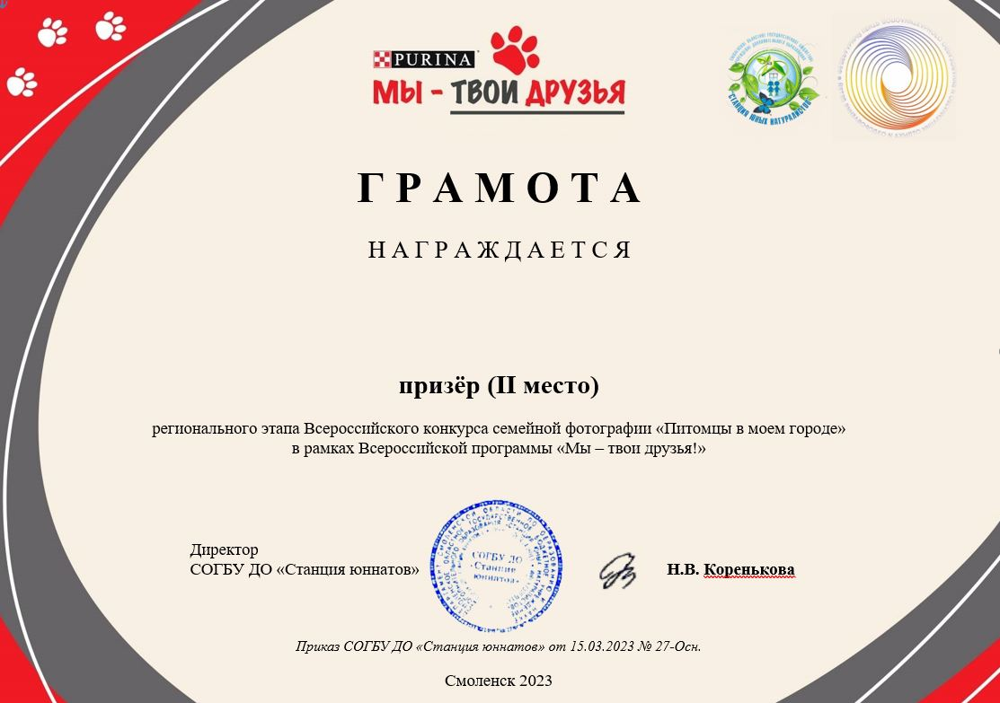 PURINA
МЫ - ТВОИ ДРУЗЬЯ
СТАНЦИЯ ЮНЫХ НАТУРАЛИСТОВ
ГРАМОТА
НАГРАЖДАЕТСЯ
призёр (II место)
регионального этапа Всероссийского конкурса семейной фотографии «Питомцы в моем городе»
в рамках Всероссийской программы «Мы – твои друзья!»
Директор
СОГБУ ДО «Станция юннатов»
СОГБУ ДО
«Станция
юннатов»
Н.В. Коренькова
Приказ СОГБУ ДО «Станция юннатов» от 15.03.2023 № 27-Осн.
Смоленск 2023